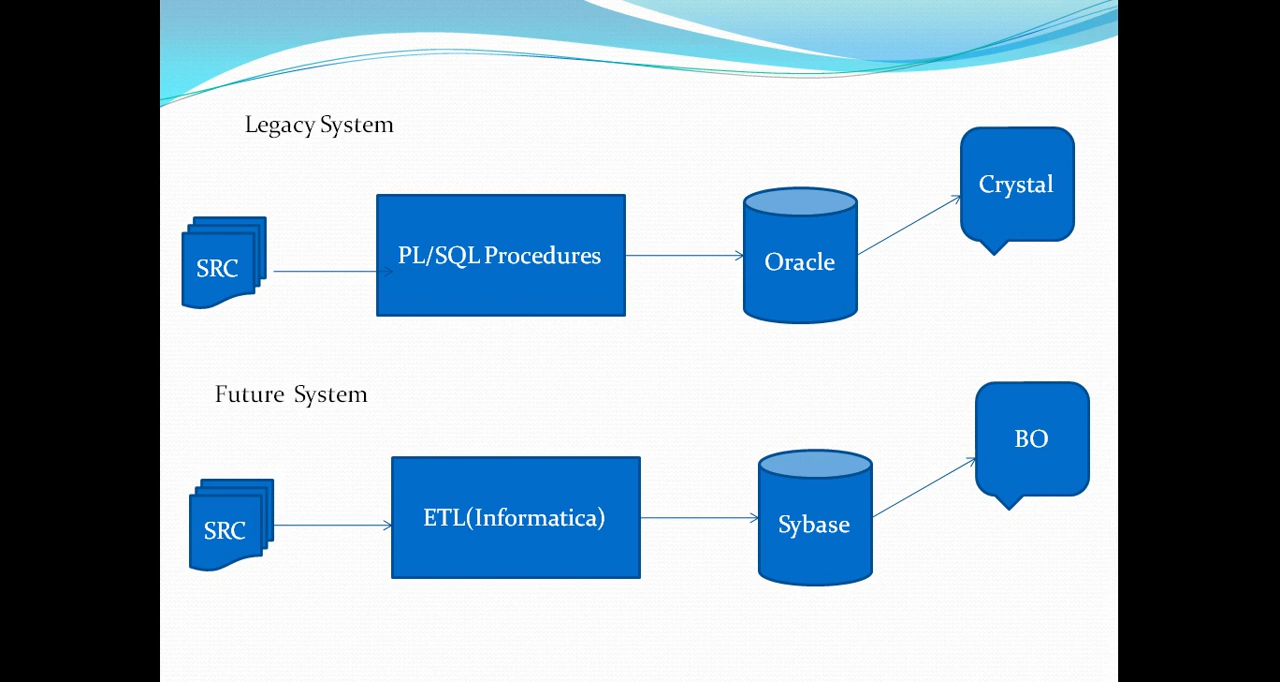 Legacy System
SRC
PL/SQL Procedures
Oracle
Crystal
Future System
SRC
ETL(Informatica)
Sybase
BO